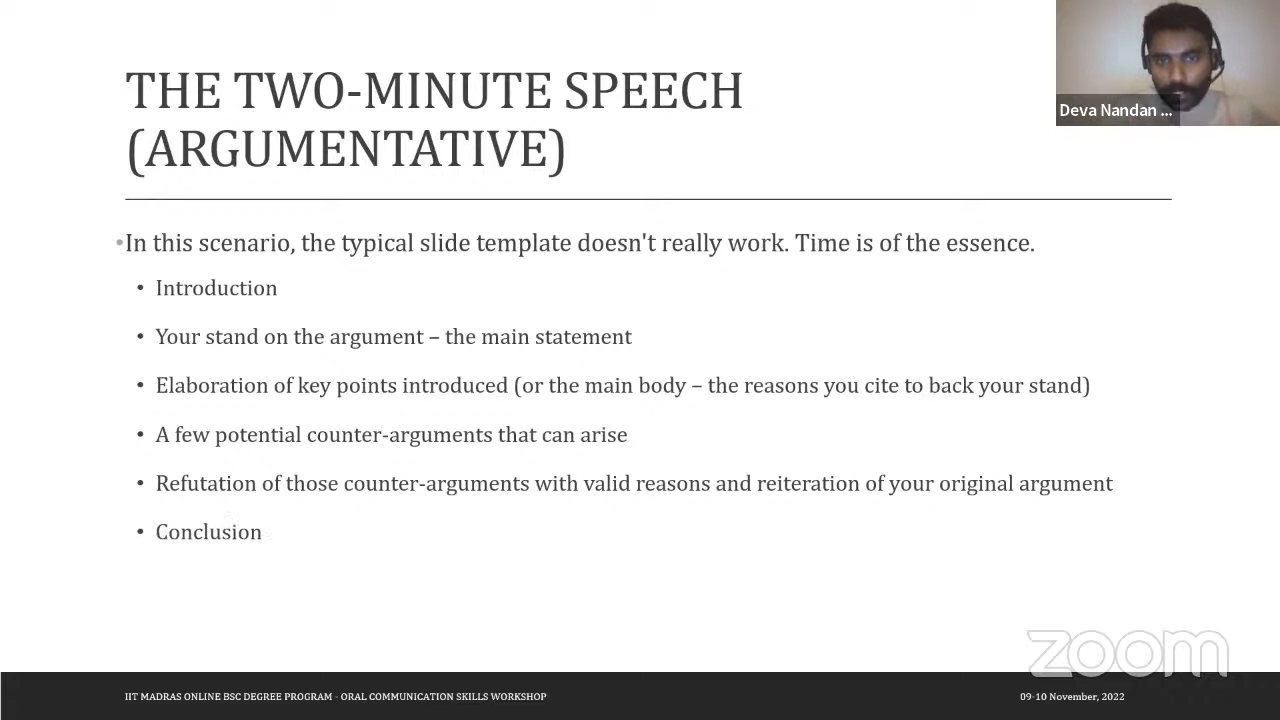 THE TWO-MINUTE SPEECH
(ARGUMENTATIVE)
Deva Nandan ...
•In this scenario, the typical slide template doesn't really work. Time is of the essence.
• Introduction
• Your stand on the argument – the main statement
• Elaboration of key points introduced (or the main body – the reasons you cite to back your stand)
• A few potential counter-arguments that can arise
• Refutation of those counter-arguments with valid reasons and reiteration of your original argument
• Conclusion
zoom
IIT MADRAS ONLINE BSC DEGREE PROGRAM - ORAL COMMUNICATION SKILLS WORKSHOP
09-10 November, 2022